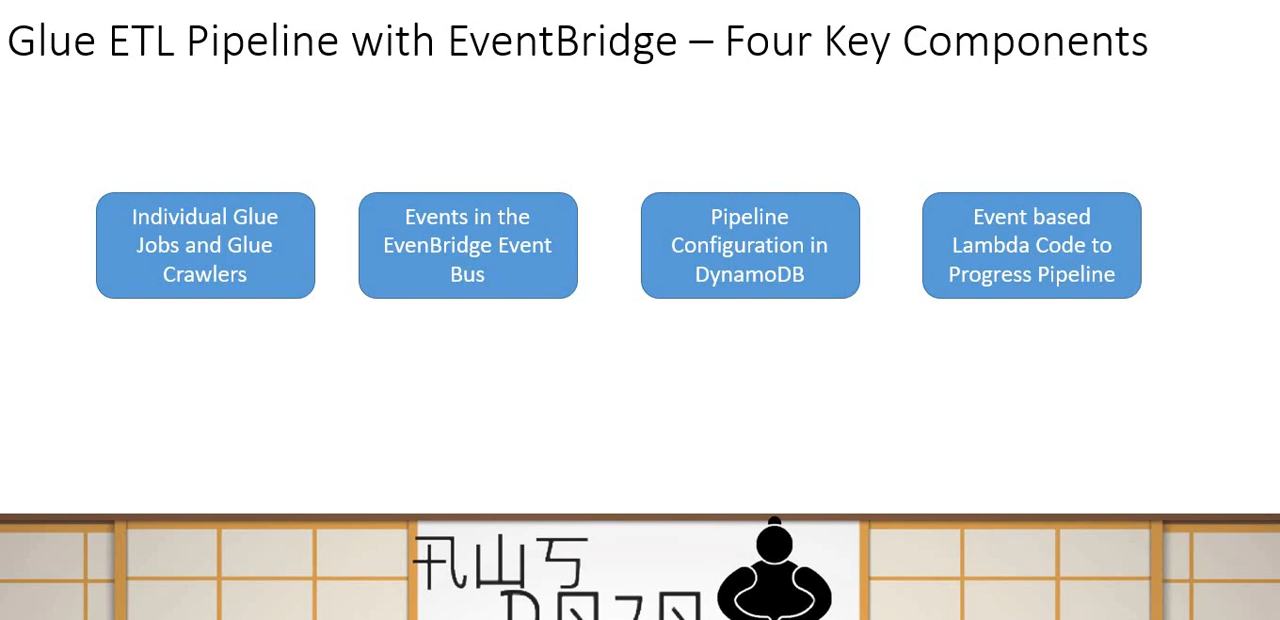 Glue ETL Pipeline with EventBridge – Four Key Components
Individual Glue
Jobs and Glue
Crawlers
Events in the
EvenBridge Event
Bus
Pipeline
Configuration in
DynamoDB
Event based
Lambda Code to
Progress Pipeline